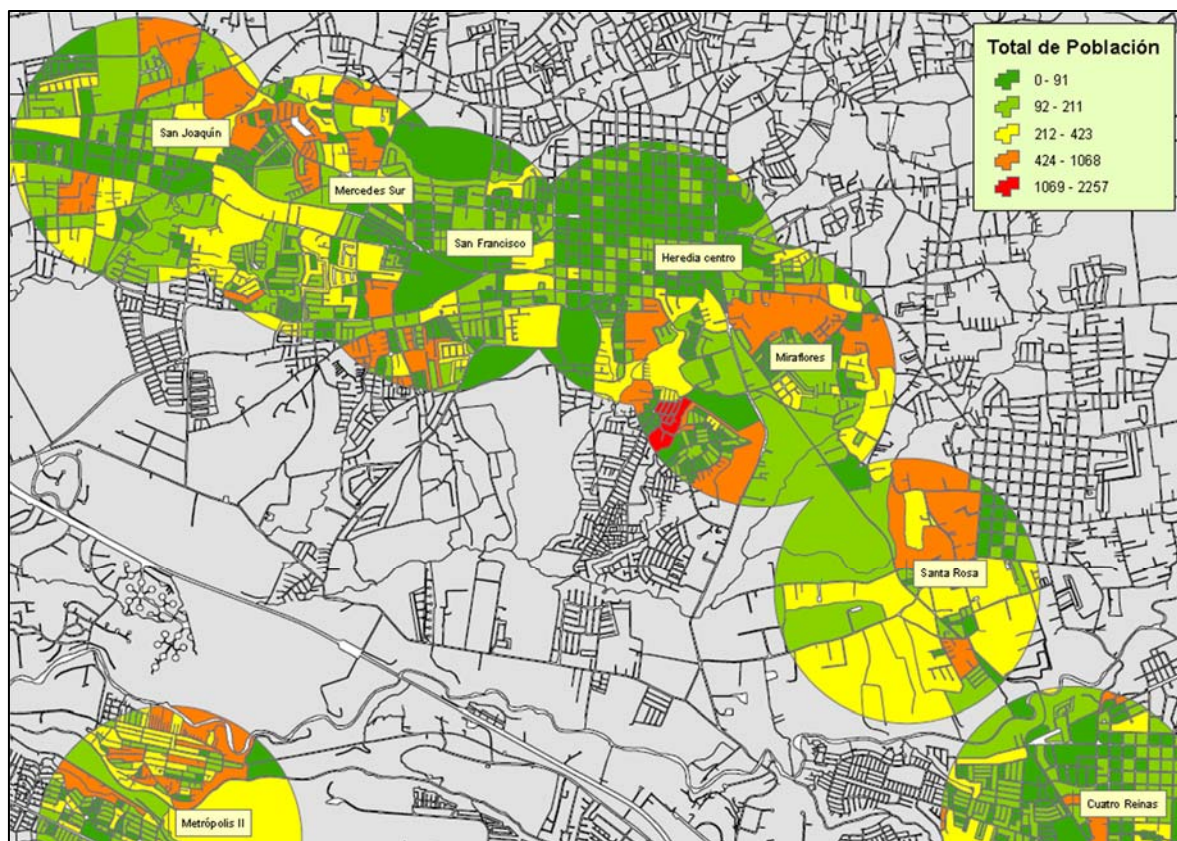 Total de Población
0 - 91
92 - 211
212 - 423
424 - 1068
1069 - 2257
San Joaquín
Mercedes Sur
San Francisco
Heredia centro
Miraflores
Santa Rosa
Metrópolis II
Cuatro Reinas